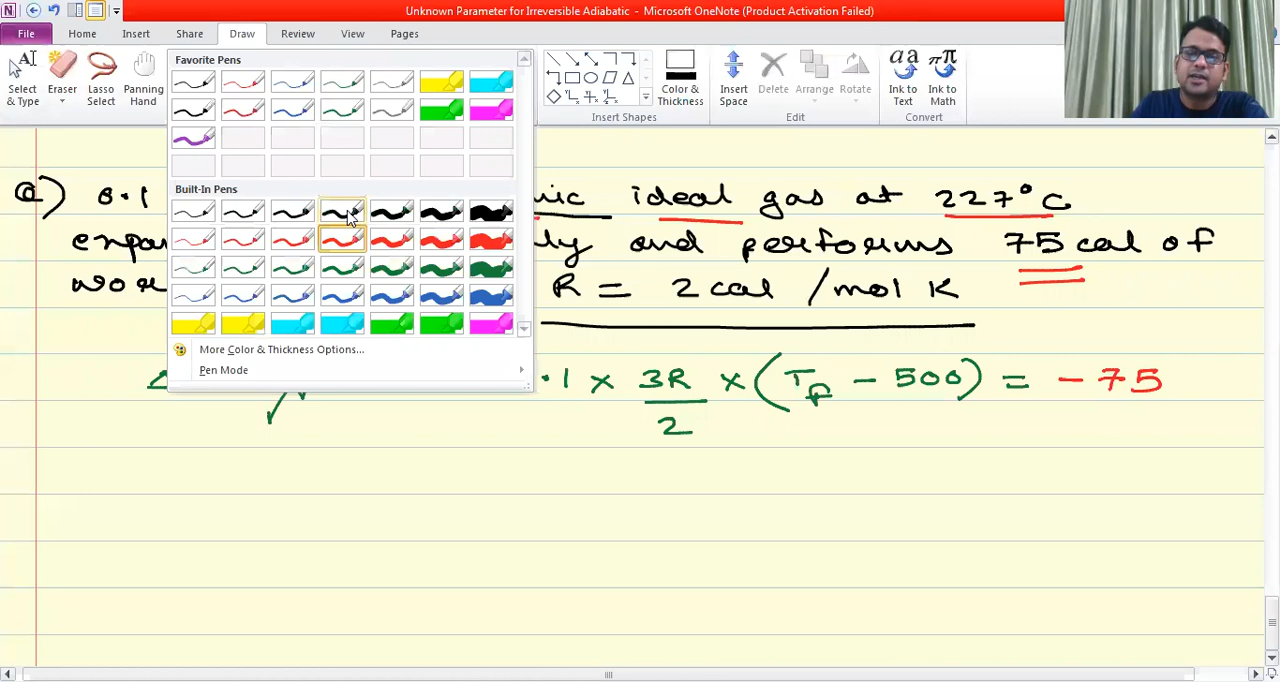 Unknown Parameter for Irreversible Adiabatic - Microsoft OneNote (Product Activation Failed)
File Home Insert Share Draw Review View Pages
Select & Type
Eraser
Lasso Select
Panning Hand
Favorite Pens
Built-In Pens
More Color & Thickness Options...
Pen Mode
Color & Thickness
Insert Shapes
Insert Space
Delete
Arrange
Rotate
Edit
Ink to Text
Ink to Math
Convert
Q) 0.1 ideal gas at 227°C
and performs 75 cal of
R = 2 cal / mol K
.1 x 3R/2 x (Tf - 500) = -75